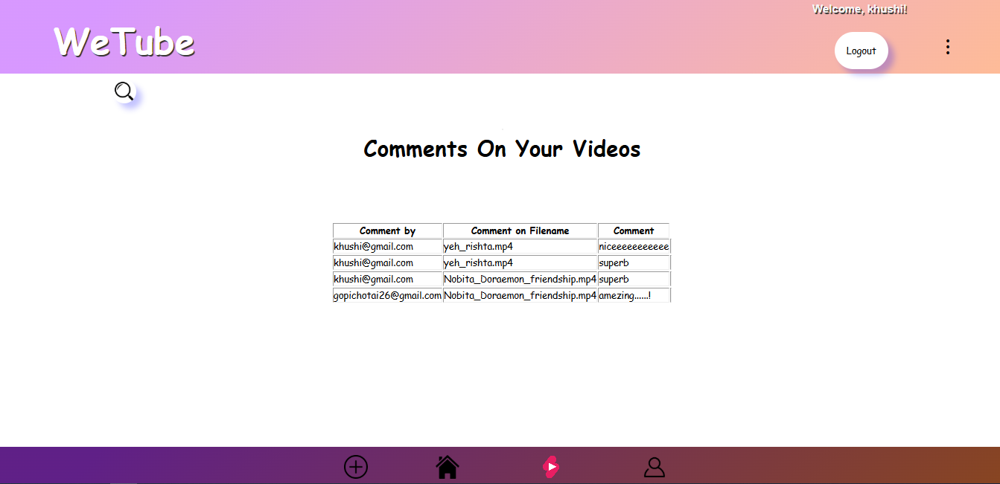 Welcome, khushi!
WeTube
Logout
Comments On Your Videos
Comment by Comment on Filename Comment
khushi@gmail.com yeh_rishta.mp4 niceeeeeeeeeee
khushi@gmail.com yeh_rishta.mp4 superb
khushi@gmail.com Nobita_Doraemon_friendship.mp4 superb
gopichotai26@gmail.com Nobita_Doraemon_friendship.mp4 amezing......!